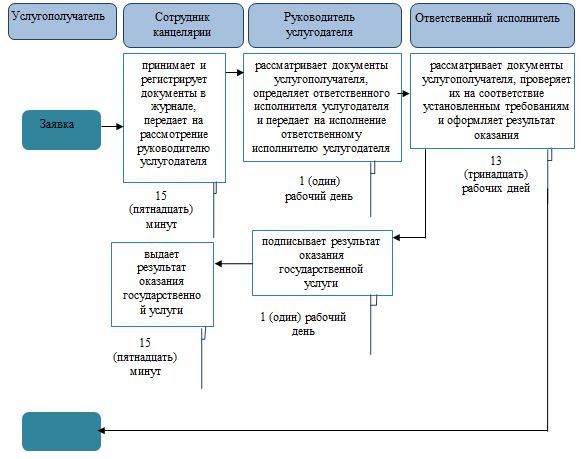 Услугополучатель
Сотрудник
канцелярии
Руководитель
услугодателя
Ответственный исполнитель
Заявка
принимает и
регистрирует
документы в
журнале,
передает на
рассмотрение
руководителю
услугодателя
рассматривает документы
услугополучателя,
определяет ответственного
исполнителя услугодателя
и передает на исполнение
ответственному
исполнителю услугодателя
рассматривает документы
услугополучателя, проверяет
их на соответствие
установленным требованиям
и оформляет результат
оказания
15
(пятнадцать)
минут
1 (один)
рабочий день
13
(тринадцать)
рабочих дней
выдает
результат
оказания
государственно
й услуги
подписывает результат
оказания
государственной
услуги
15
(пятнадцать)
минут
1 (один) рабочий
день